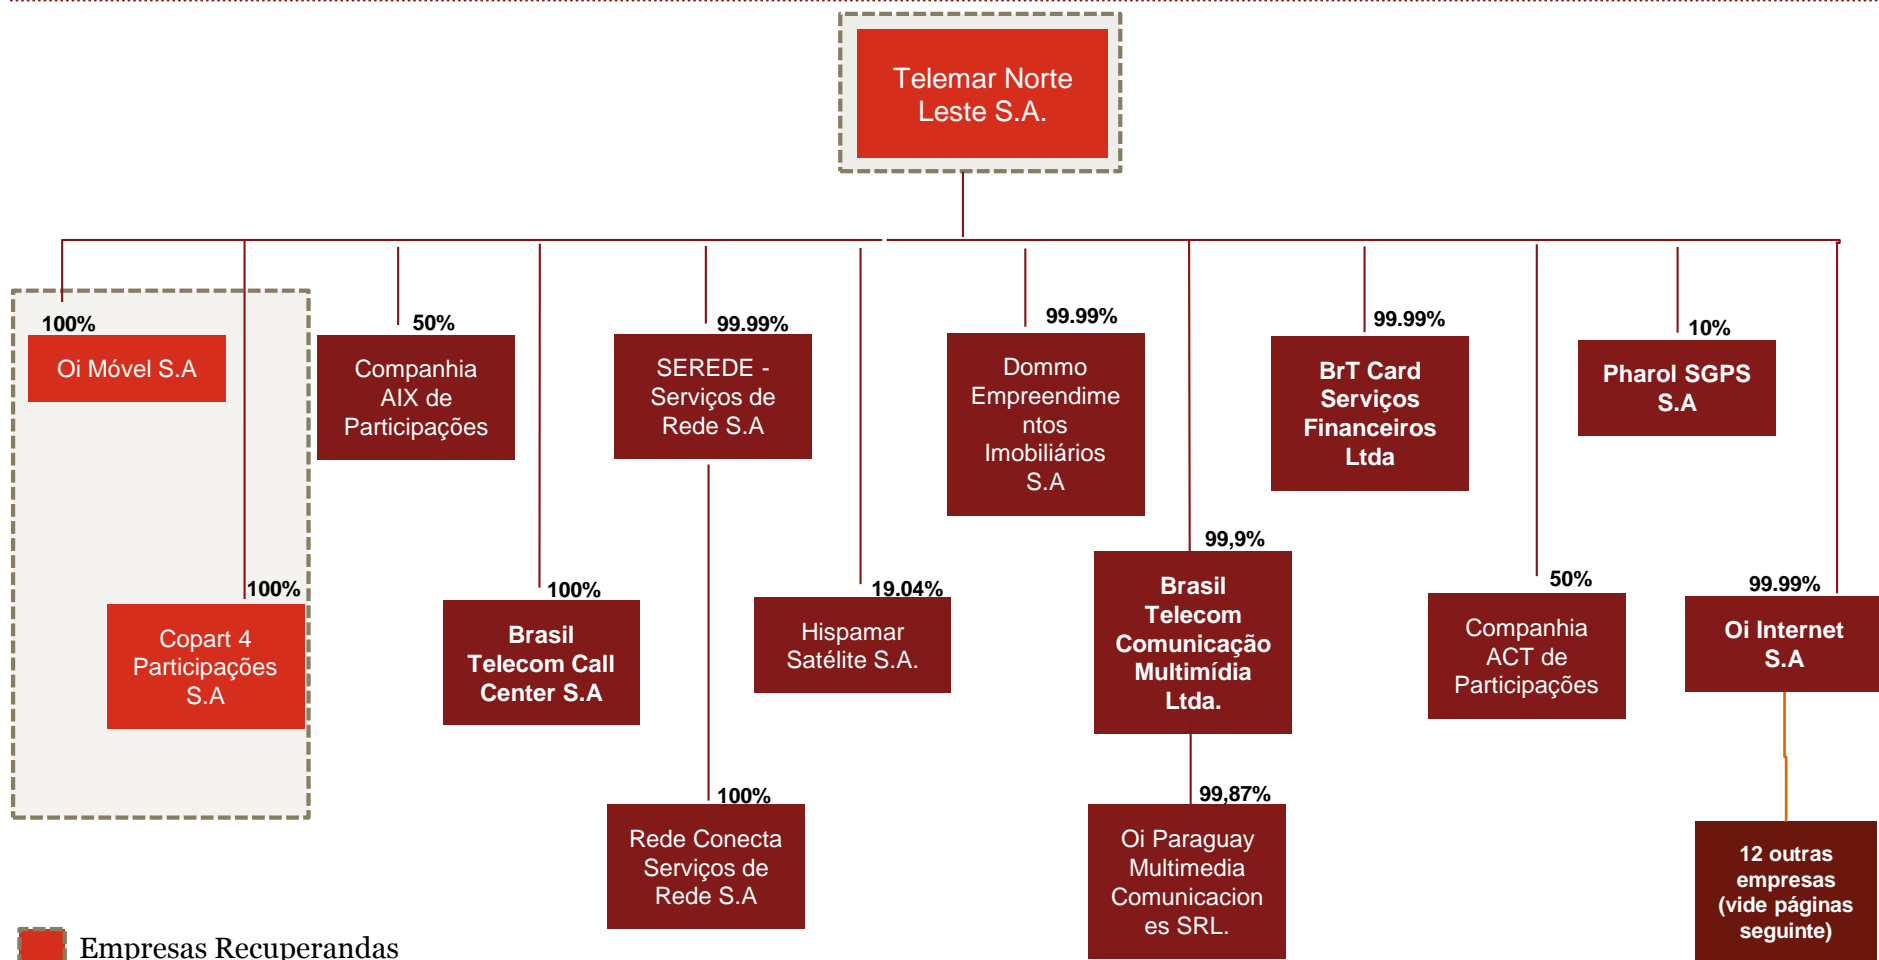 Telemar Norte
Leste S.A.
100%
Oi Móvel S.A
50%
Companhia
AIX de
Participações
99.99%
SEREDE -
Serviços de
Rede S.A
99.99%
Dommo
Empreendime
ntos
Imobiliários
S.A
99.99%
BrT Card
Serviços
Financeiros
Ltda
10%
Pharol SGPS
S.A
100%
Copart 4
Participações
S.A
100%
Brasil
Telecom Call
Center S.A
19.04%
Hispamar
Satélite S.A.
99,9%
Brasil
Telecom
Comunicação
Multimídia
Ltda.
50%
Companhia
ACT de
Participações
99.99%
Oi Internet
S.A
100%
Rede Conecta
Serviços de
Rede S.A
99,87%
Oi Paraguay
Multimedia
Comunicacion
es SRL.
12 outras
empresas
(vide páginas
seguinte)
Empresas Recuperandas